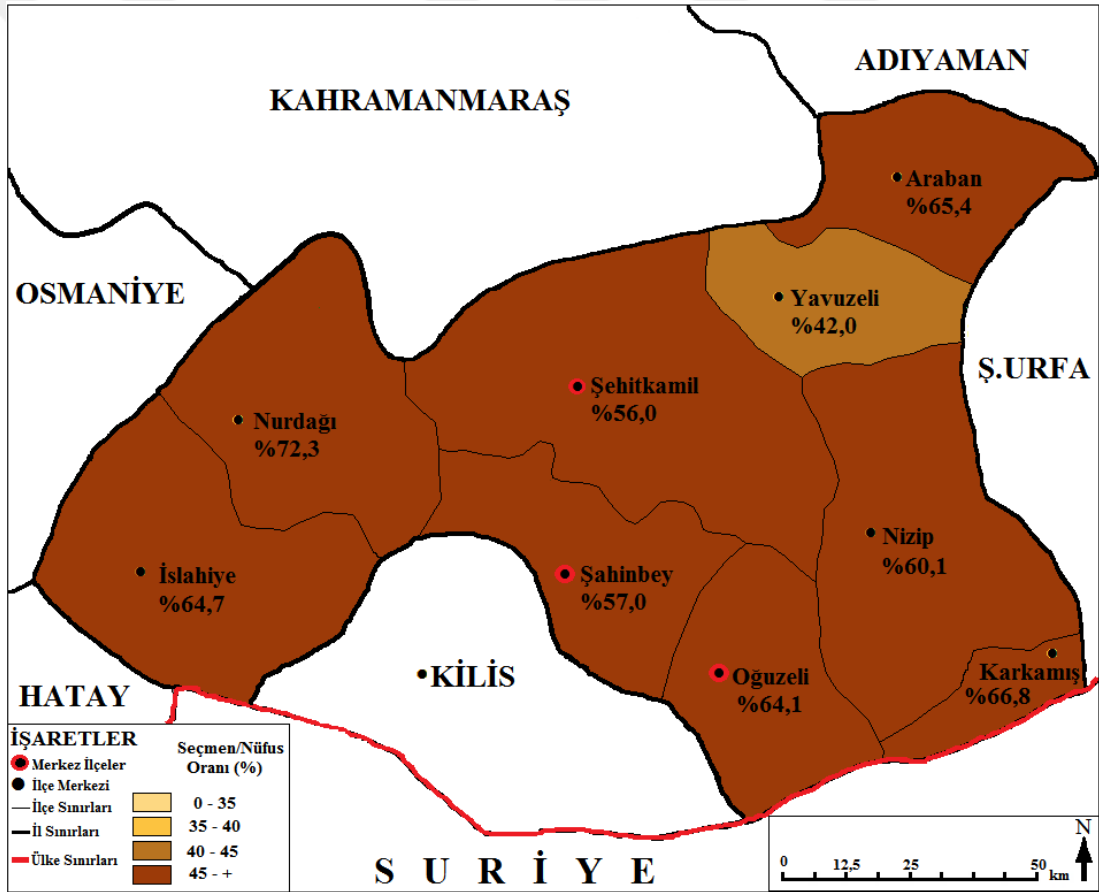 ADIYAMAN
KAHRAMANMARAŞ
Araban
%65,4
OSMANİYE
Yavuzeli
%42,0
Ş.URFA
Şehitkamil
%56,0
Nurdağı
%72,3
Nizip
%60,1
İslahiye
%64,7
Şahinbey
%57,0
KİLİS
Oğuzeli
%64,1
Karkamış
%66,8
HATAY
İŞARETLER
Merkez İlçeler
İlçe Merkezi
İlçe Sınırları
İl Sınırları
Ülke Sınırları
Seçmen/Nüfus
Oranı (%)
0 - 35
35 - 40
40 - 45
45 - +
SURİYE
N
0 12,5 25 50
km